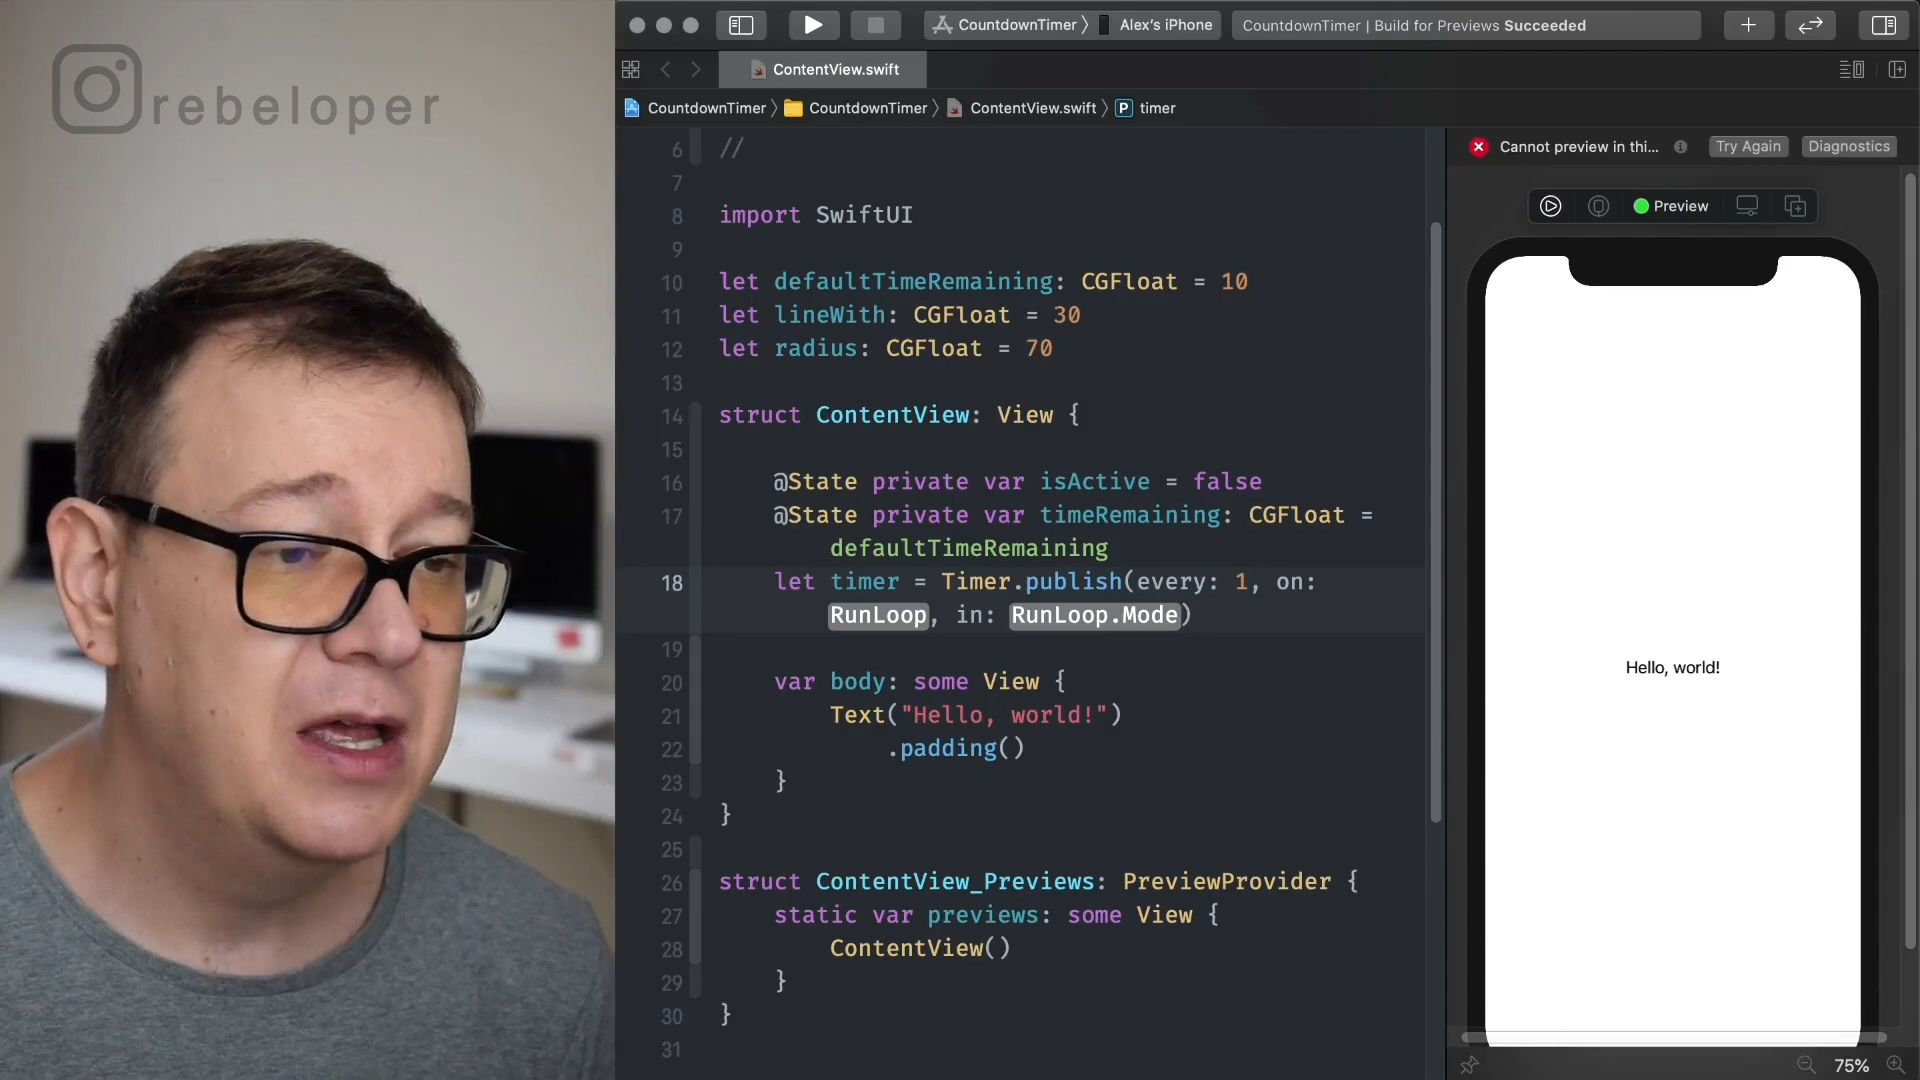 rebeloper
CountdownTimer 〉 Alex's iPhone
CountdownTimer | Build for Previews Succeeded
ContentView.swift
CountdownTimer 〉 CountdownTimer 〉 ContentView.swift 〉 P timer
6 //
7
8 import SwiftUI
9
10 let defaultTimeRemaining: CGFloat = 10
11 let lineWith: CGFloat = 30
12 let radius: CGFloat = 70
13
14 struct ContentView: View {
15
16 @State private var isActive = false
17 @State private var timeRemaining: CGFloat =
defaultTimeRemaining
18 let timer = Timer.publish(every: 1, on:
RunLoop, in: RunLoop.Mode)
19
20 var body: some View {
21 Text("Hello, world!")
22 .padding()
23 }
24 }
25
26 struct ContentView_Previews: PreviewProvider {
27 static var previews: some View {
28 ContentView()
29 }
30 }
31
Cannot preview in thi... Try Again Diagnostics
Preview
Hello, world!
75%